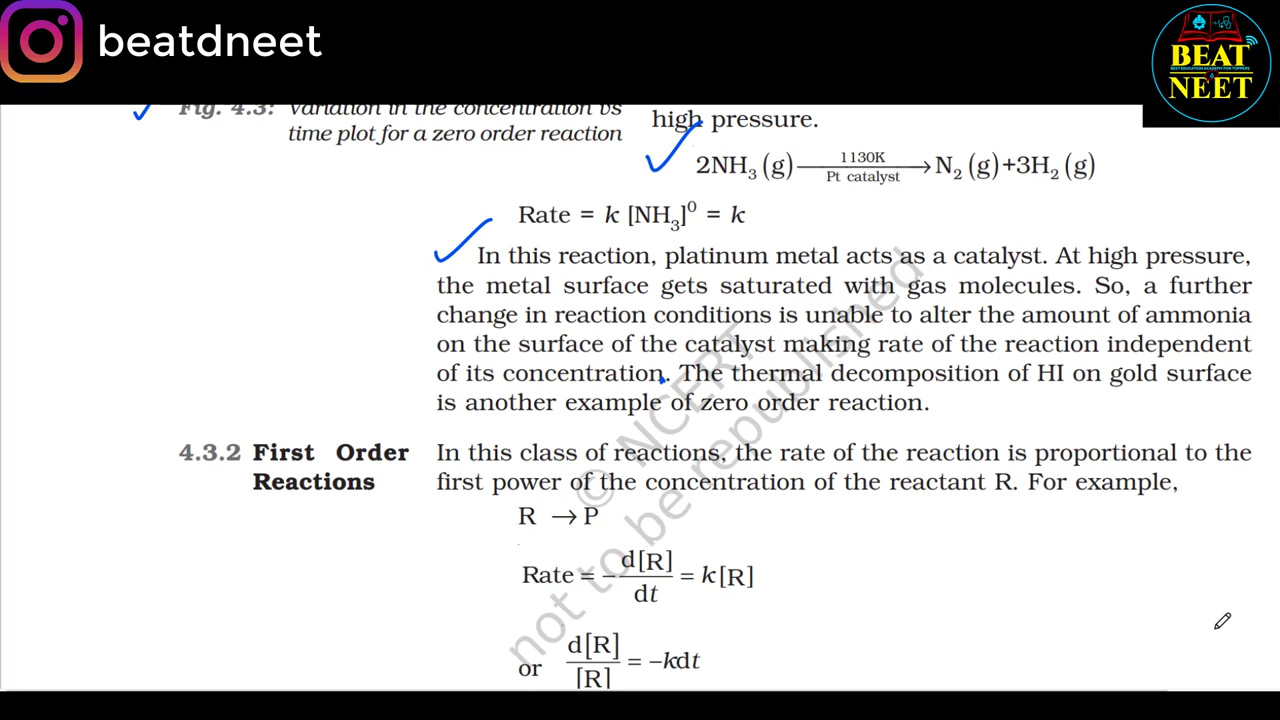 beatdneet
BEAT
BEST EDUCATION ACADEMY FOR TOPPERS
NEET
Fig. 4.3: Variation in the concentration vs
time plot for a zero order reaction
high pressure.
2NH₃(g) 1130K Pt catalyst → N₂(g)+3H₂(g)
Rate = k [NH₃]⁰ = k
In this reaction, platinum metal acts as a catalyst. At high pressure,
the metal surface gets saturated with gas molecules. So, a further
change in reaction conditions is unable to alter the amount of ammonia
on the surface of the catalyst making rate of the reaction independent
of its concentration. The thermal decomposition of HI on gold surface
is another example of zero order reaction.
4.3.2 First Order
Reactions
In this class of reactions, the rate of the reaction is proportional to the
first power of the concentration of the reactant R. For example,
R → P
Rate = – d[R]/dt = k[R]
or d[R]/[R] = –kdt
© NCERT
not to be republished